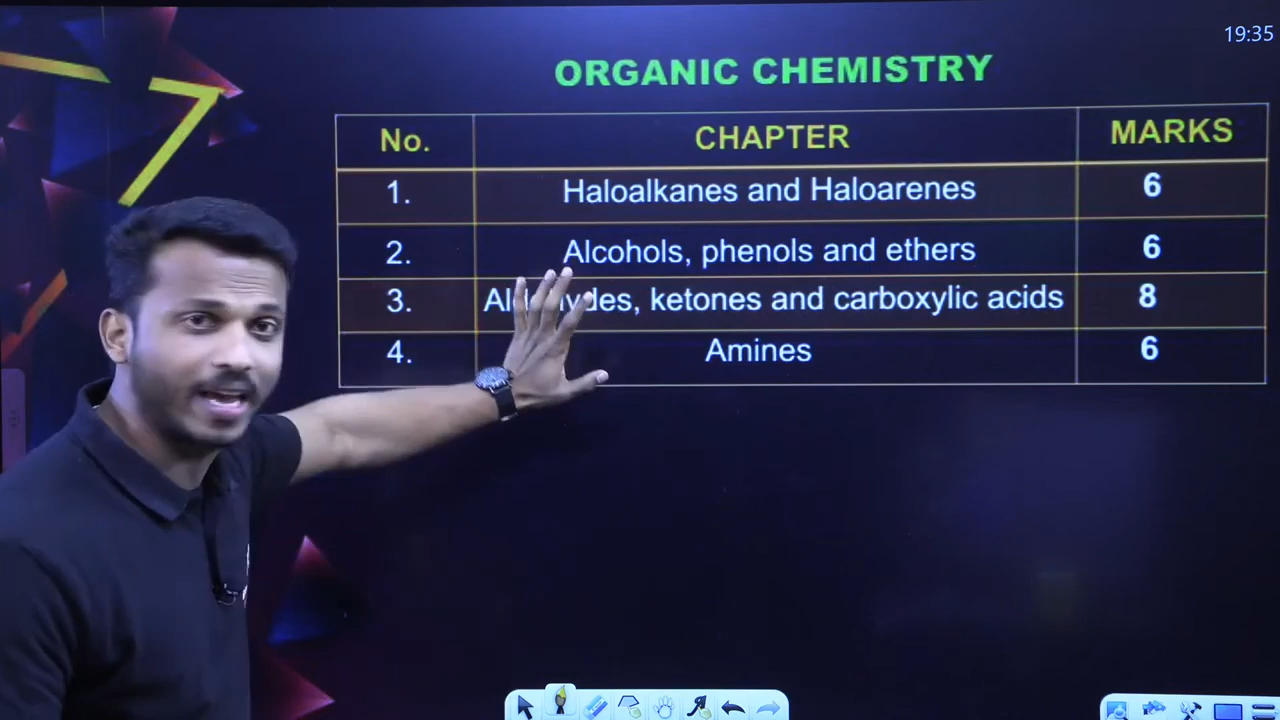 19:35
ORGANIC CHEMISTRY
No. CHAPTER MARKS
1. Haloalkanes and Haloarenes 6
2. Alcohols, phenols and ethers 6
3. ketones and carboxylic acids 8
4. Amines 6